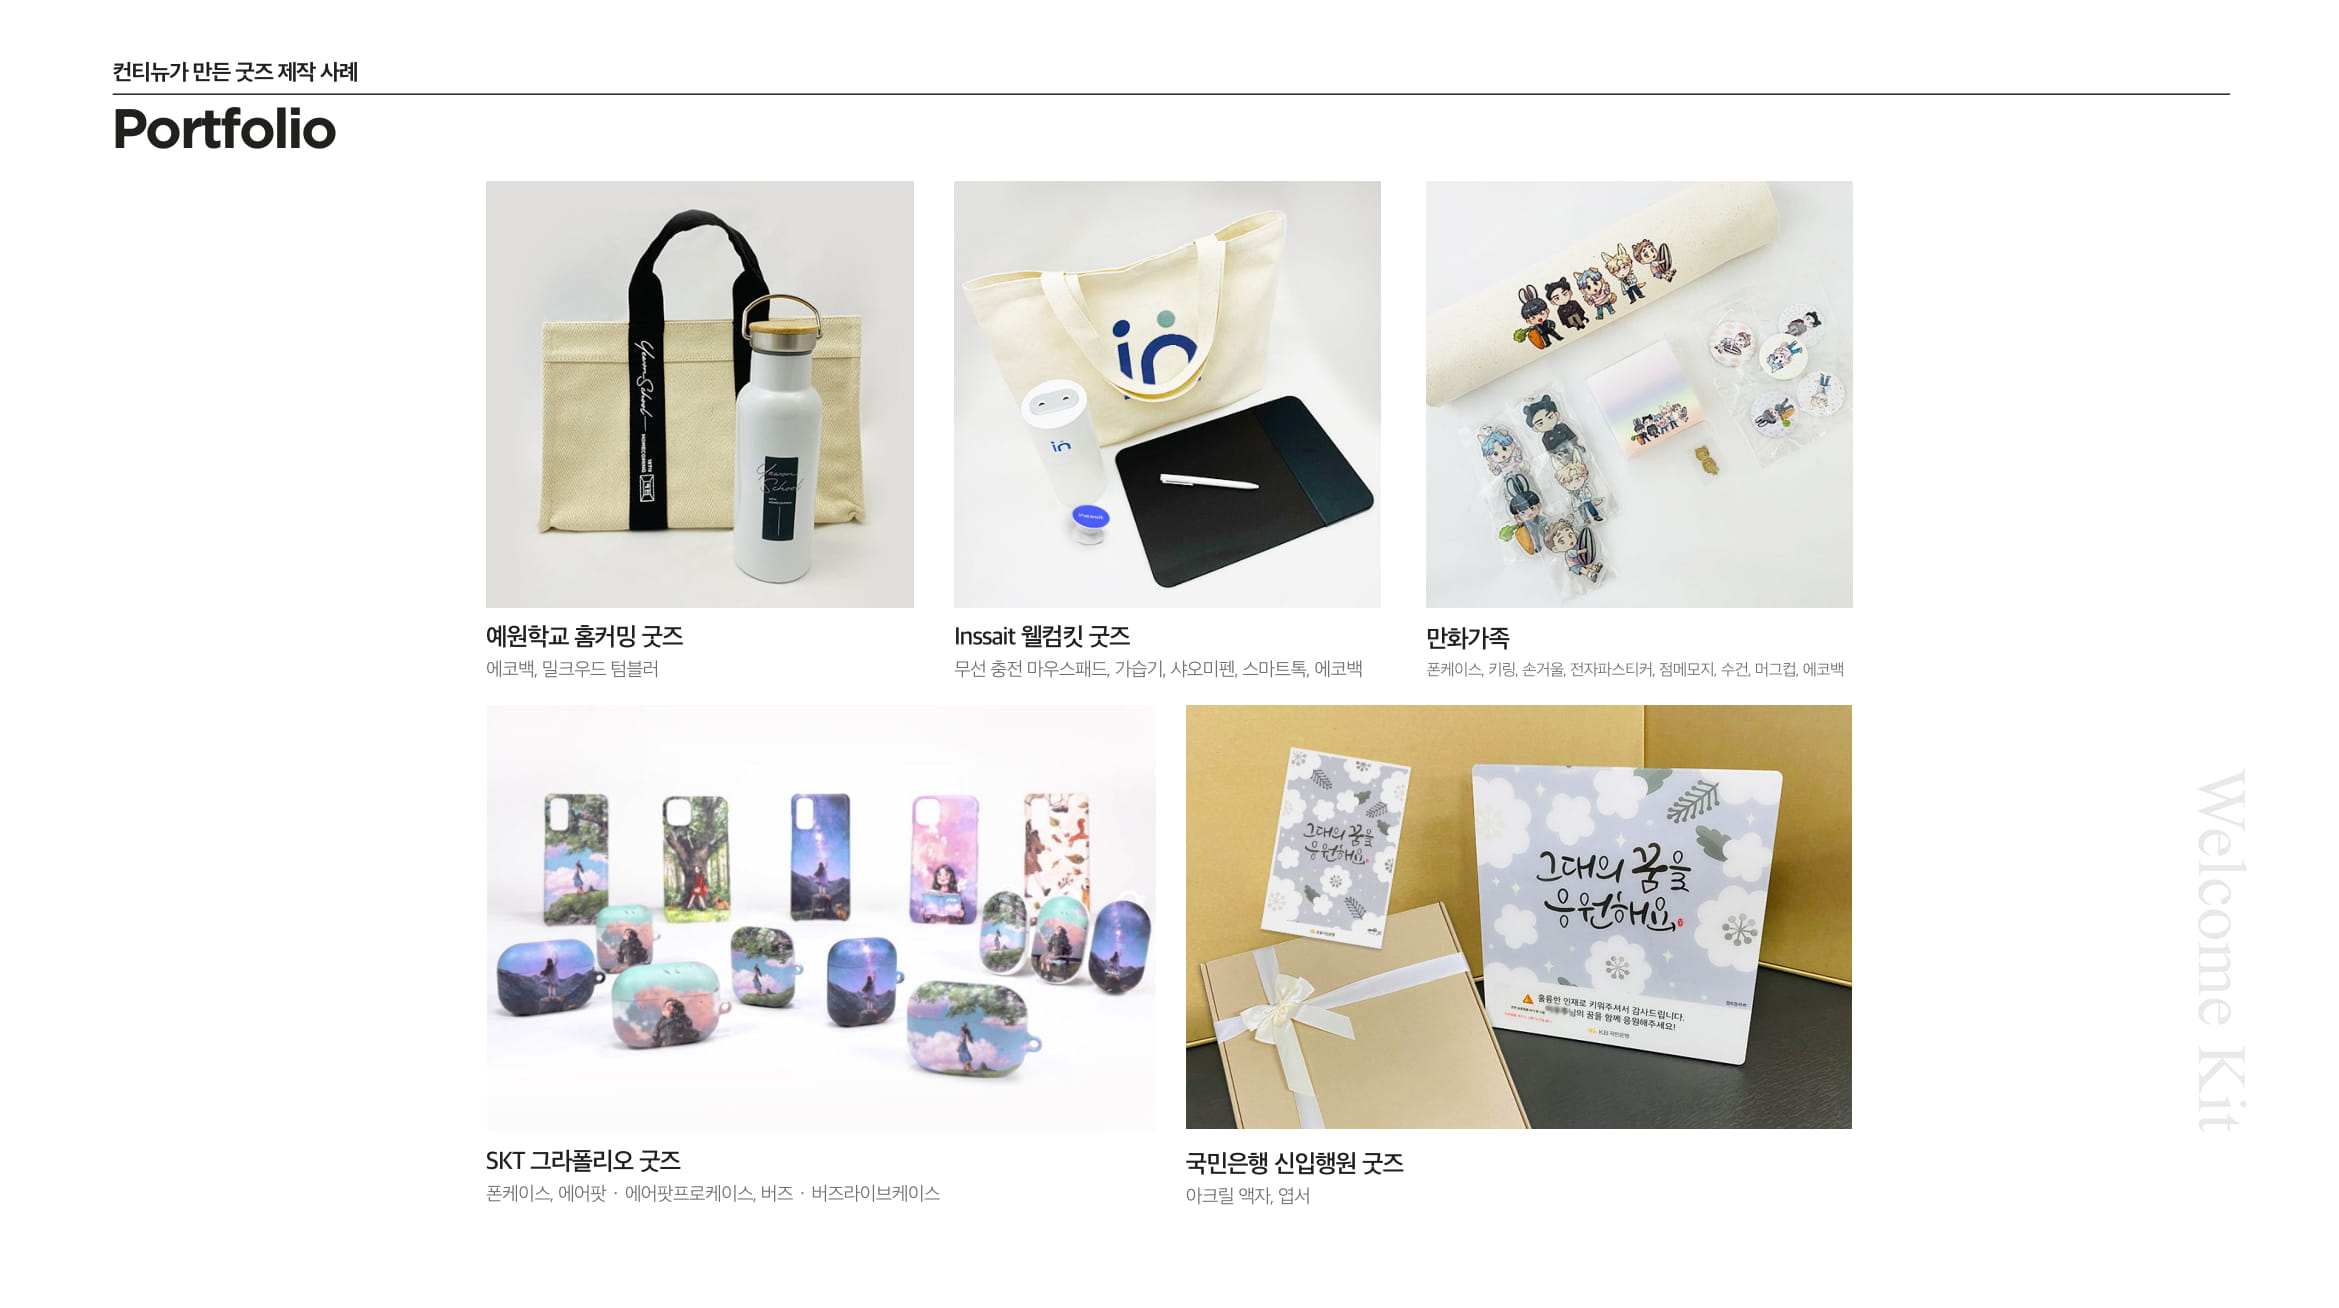 컨티뉴가 만든 굿즈 제작 사례
Portfolio
Yewon School
HOMECOMING
Yewon
School
in
in
예원학교 홈커밍 굿즈
에코백, 밀크우드 텀블러
Inssait 웰컴킷 굿즈
무선 충전 마우스패드, 가습기, 샤오미펜, 스마트톡, 에코백
만화가족
폰케이스, 키링, 손거울, 전자파스티커, 점메모지, 수건, 머그컵, 에코백
그대의 꿈을
응원해요
그대의 꿈을
응원해요
훌륭한 인재로 키워주셔서 감사드립니다.
님의 꿈을 함께 응원해주세요!
KB국민은행
SKT 그라폴리오 굿즈
폰케이스, 에어팟 · 에어팟프로케이스, 버즈 · 버즈라이브케이스
국민은행 신입행원 굿즈
아크릴 액자, 엽서
Welcome Kit